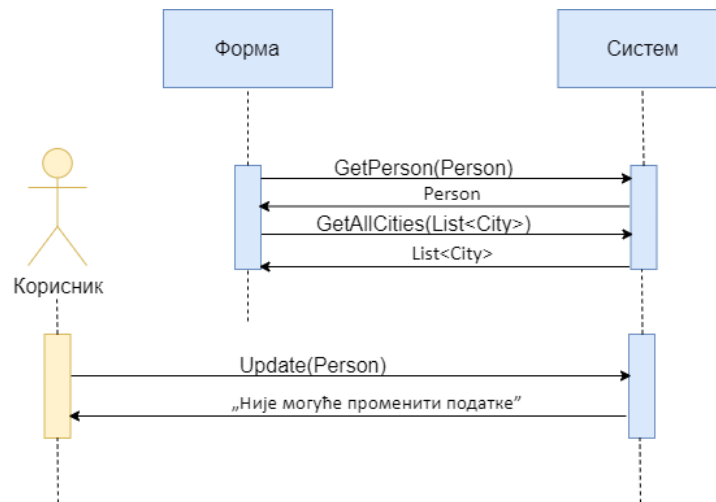 Форма
Систем
GetPerson(Person)
Person
GetAllCities(List<City>)
List<City>
Корисник
Update(Person)
„Није могуће променити податке”